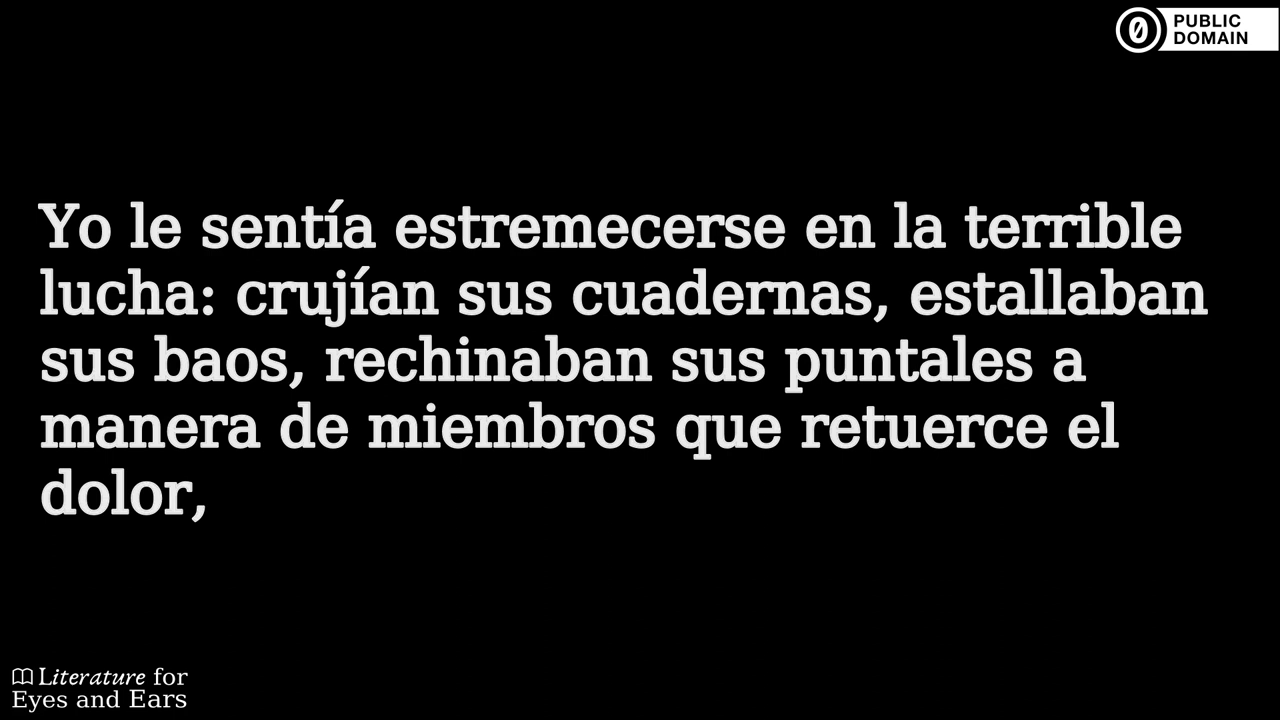 PUBLIC
DOMAIN
Yo le sentía estremecerse en la terrible
lucha: crujían sus cuadernas, estallaban
sus baos, rechinaban sus puntales a
manera de miembros que retuerce el
dolor,
Literature for
Eyes and Ears